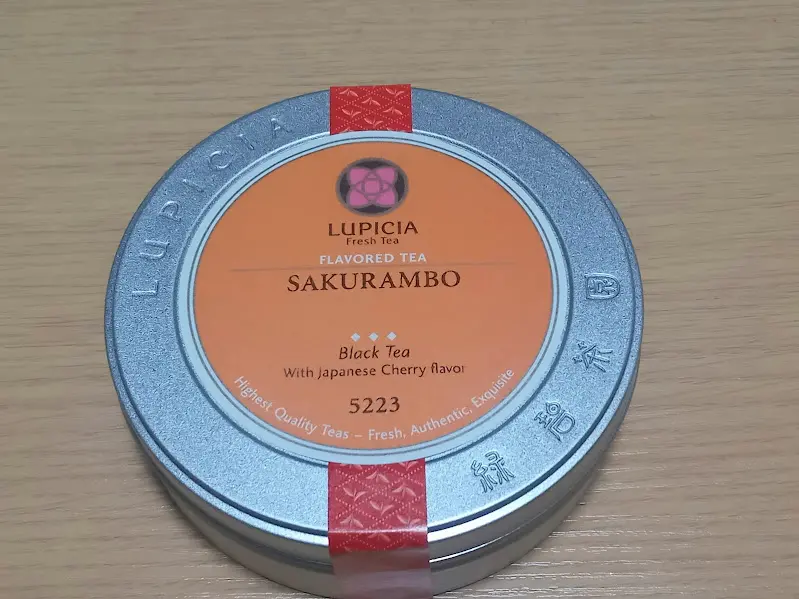 LUPICIA
LUPICIA
Fresh Tea
FLAVORED TEA
SAKURAMBO
Black Tea
With Japanese Cherry flavor
5223
Highest Quality Teas – Fresh, Authentic, Exquisite
緑碧茶園